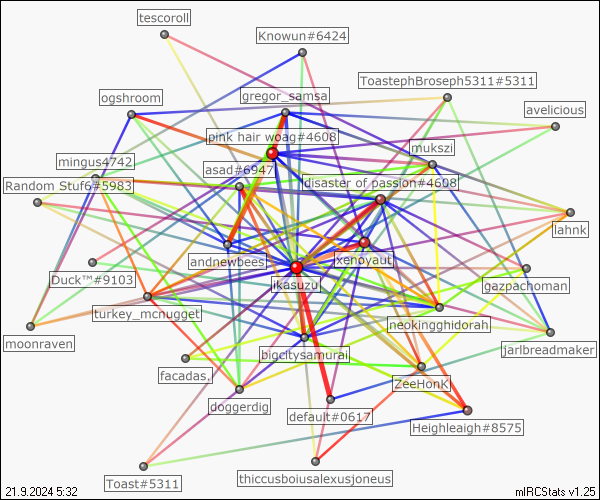 tescoroll
Knowun#6424
ToastephBroseph5311#5311
ogshroom
gregor_samsa
avelicious
pink hair woag#4608
mukszi
mingus4742
asad#6947
Random Stuf6#5983
disaster of passion#4608
lahnk
andnewbees
xenoyaut
Duck™#9103
ikasuzu
gazpachoman
turkey_mcnugget
neokingghidorah
moonraven
bigcitysamurai
jarlbreadmaker
facadas.
ZeeHonK
doggerdig
default#0617
Heighleagh#8575
thiccusboiusalexusjoneus
Toast#5311
21.9.2024 5:32
mIRCStats v1.25